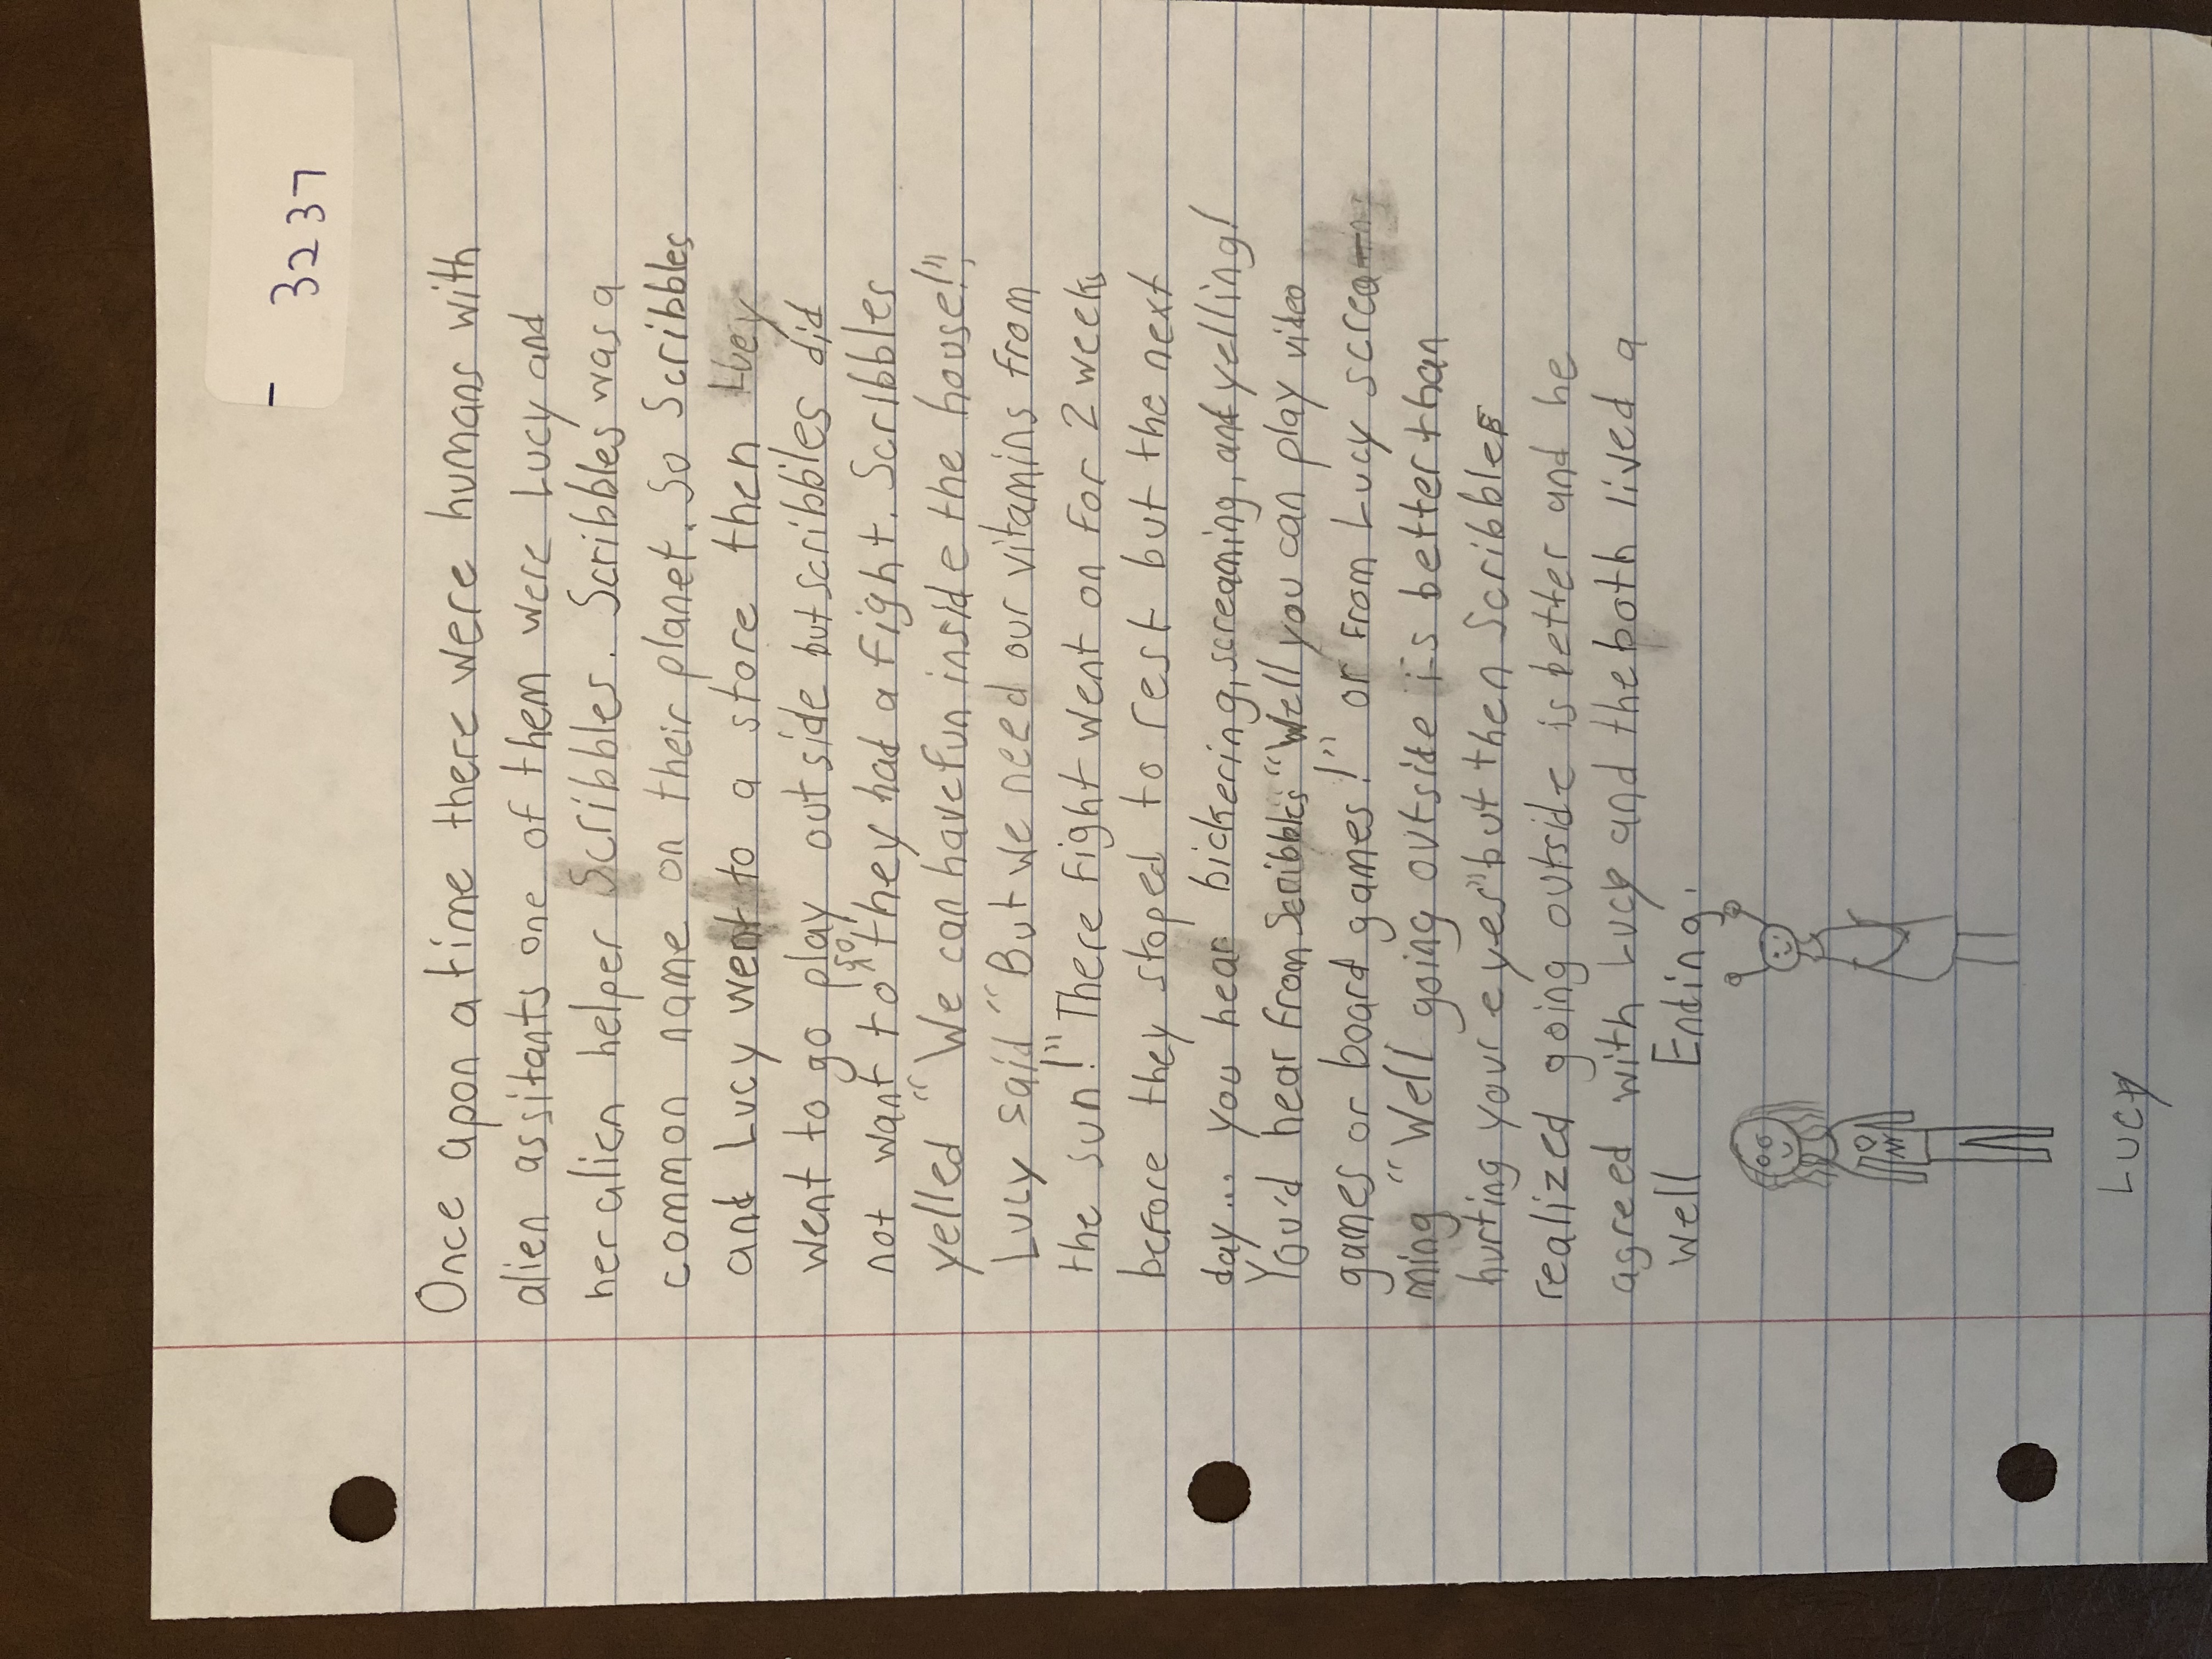 3237
Once apon a time there were humans with
alien assitants one of them were Lucy and
her alien helper Scribbles. Scribbles was a
common name on their planet. So Scribbles
and Lucy went to a store then Lucy
went to go play outside but scribbles did
not want to so they had a fight. Scribbles
yelled "We can have fun inside the house!",
Lucy said "But we need our vitamins from
the sun!" There fight went on for 2 weeks
before they stoped to rest but the next
day... you hear bickering, screaming, and yelling!
You'd hear from Scribbles "Well you can play video
games or board games!" or from Lucy screa
ming "Well going outside is better than
hurting your eyes" but then Scribbles
realized going outside is better and he
agreed with Lucy and the both lived a
well Ending.
NY
Lucy